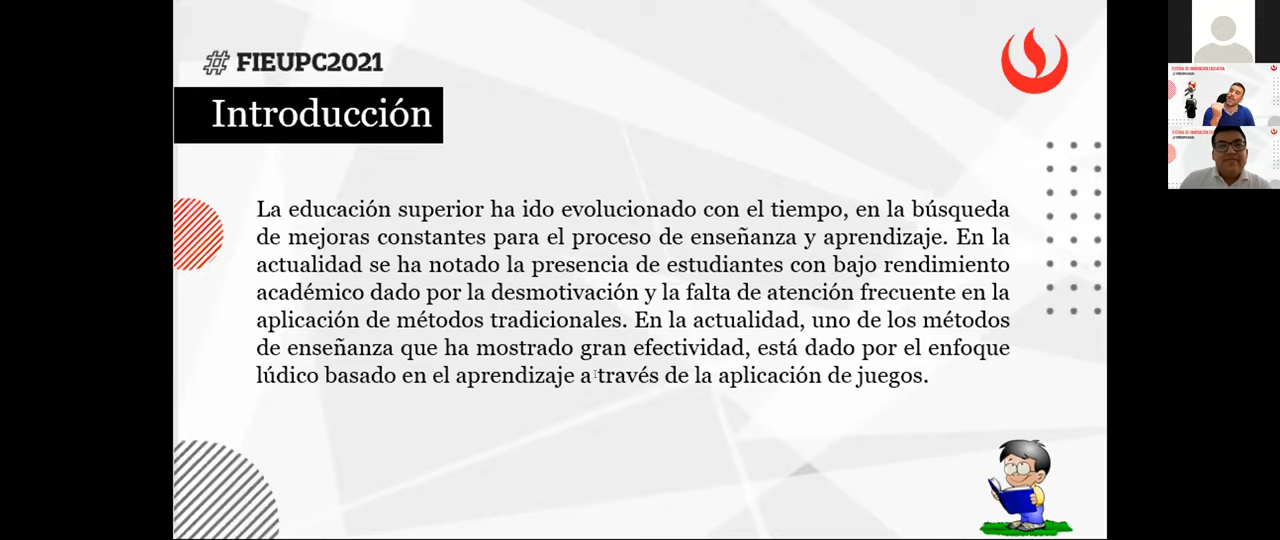 # FIEUPC2021
Introducción
La educación superior ha ido evolucionado con el tiempo, en la búsqueda
de mejoras constantes para el proceso de enseñanza y aprendizaje. En la
actualidad se ha notado la presencia de estudiantes con bajo rendimiento
académico dado por la desmotivación y la falta de atención frecuente en la
aplicación de métodos tradicionales. En la actualidad, uno de los métodos
de enseñanza que ha mostrado gran efectividad, está dado por el enfoque
lúdico basado en el aprendizaje a través de la aplicación de juegos.